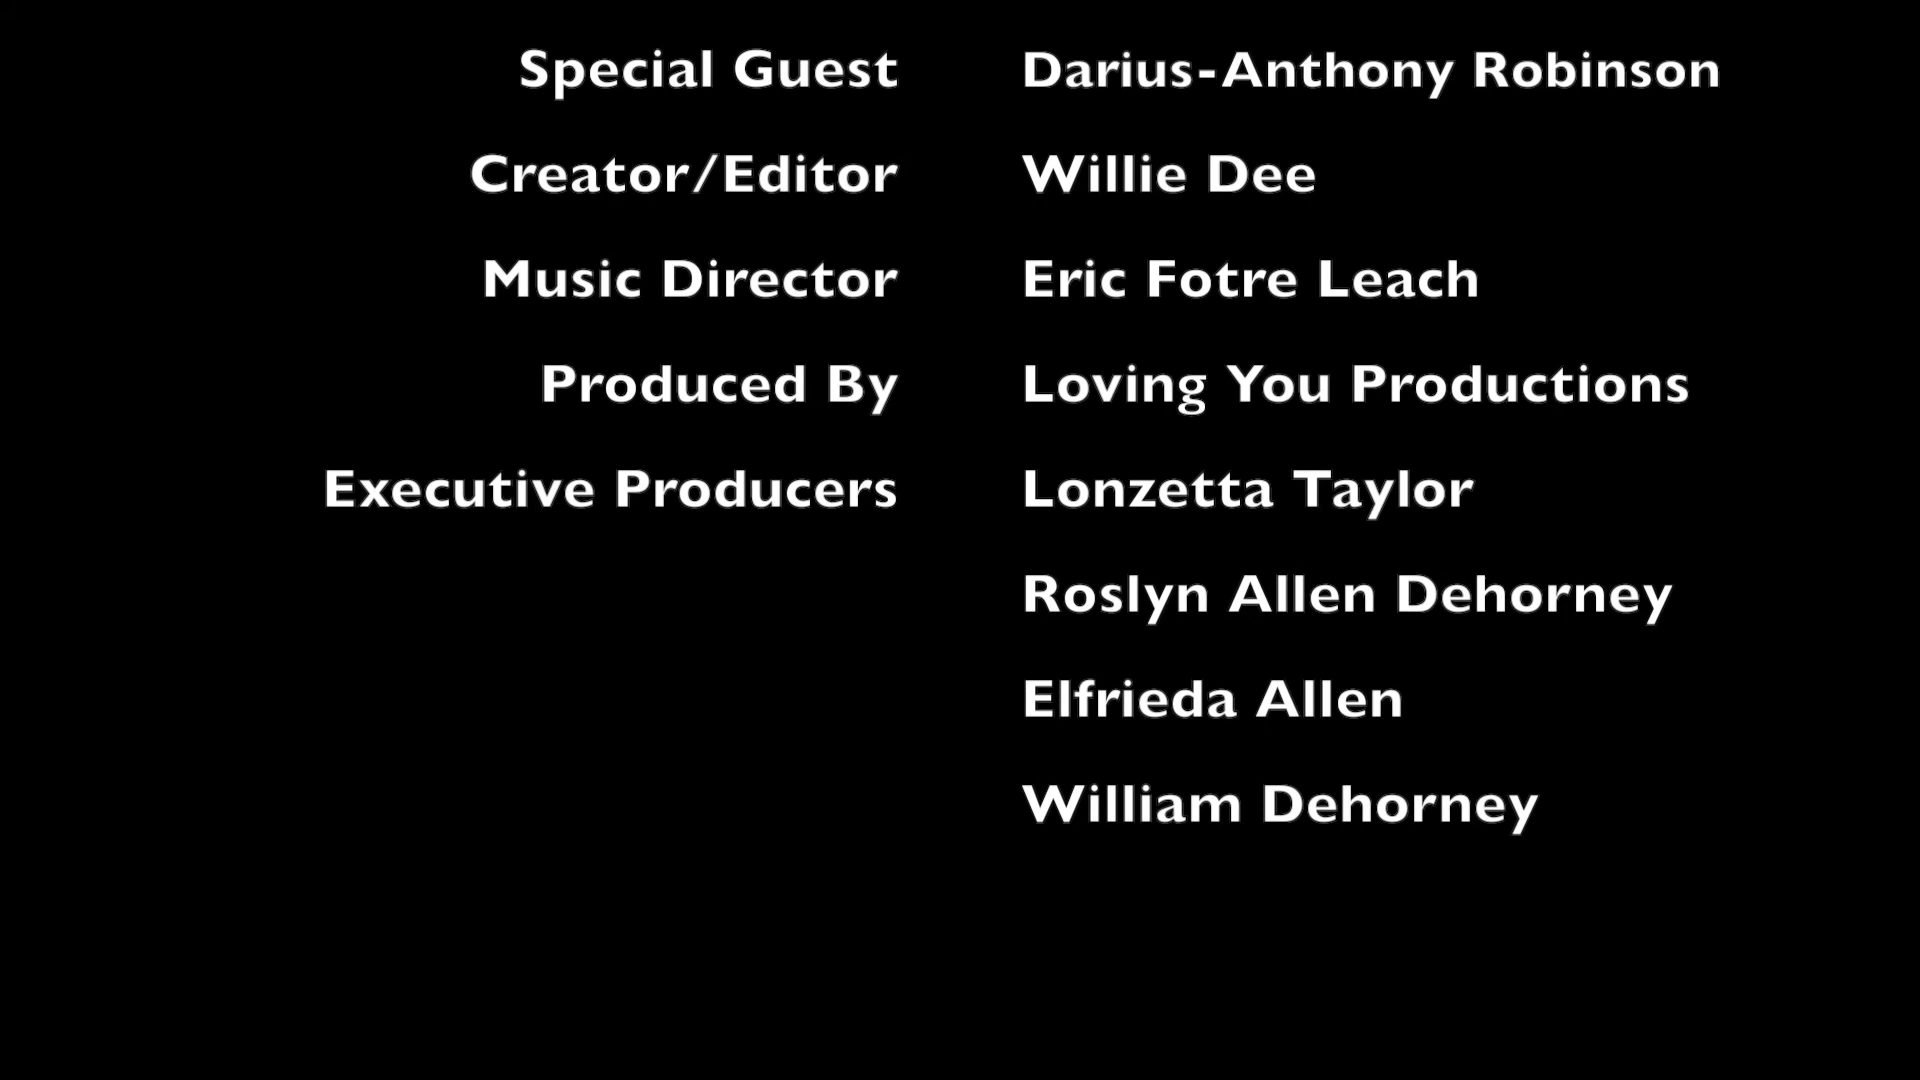 Special Guest Darius-Anthony Robinson
Creator/Editor Willie Dee
Music Director Eric Fotre Leach
Produced By Loving You Productions
Executive Producers Lonzetta Taylor
Roslyn Allen Dehorney
Elfrieda Allen
William Dehorney